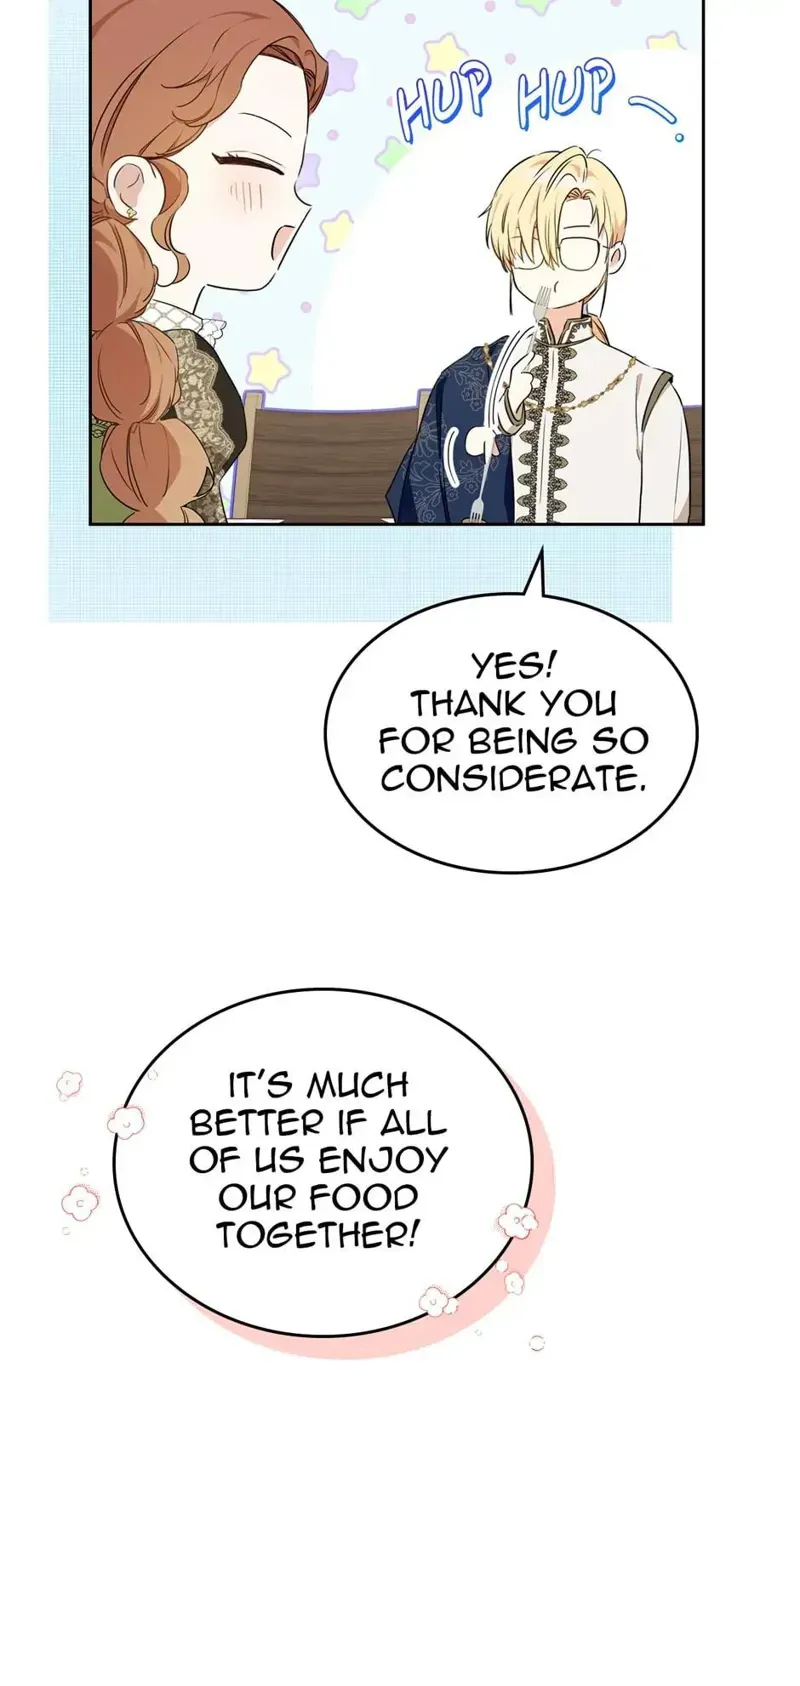 HUP HUP
YES!
THANK YOU
FOR BEING SO
CONSIDERATE.
IT'S MUCH
BETTER IF ALL
OF US ENJOY
OUR FOOD
TOGETHER!